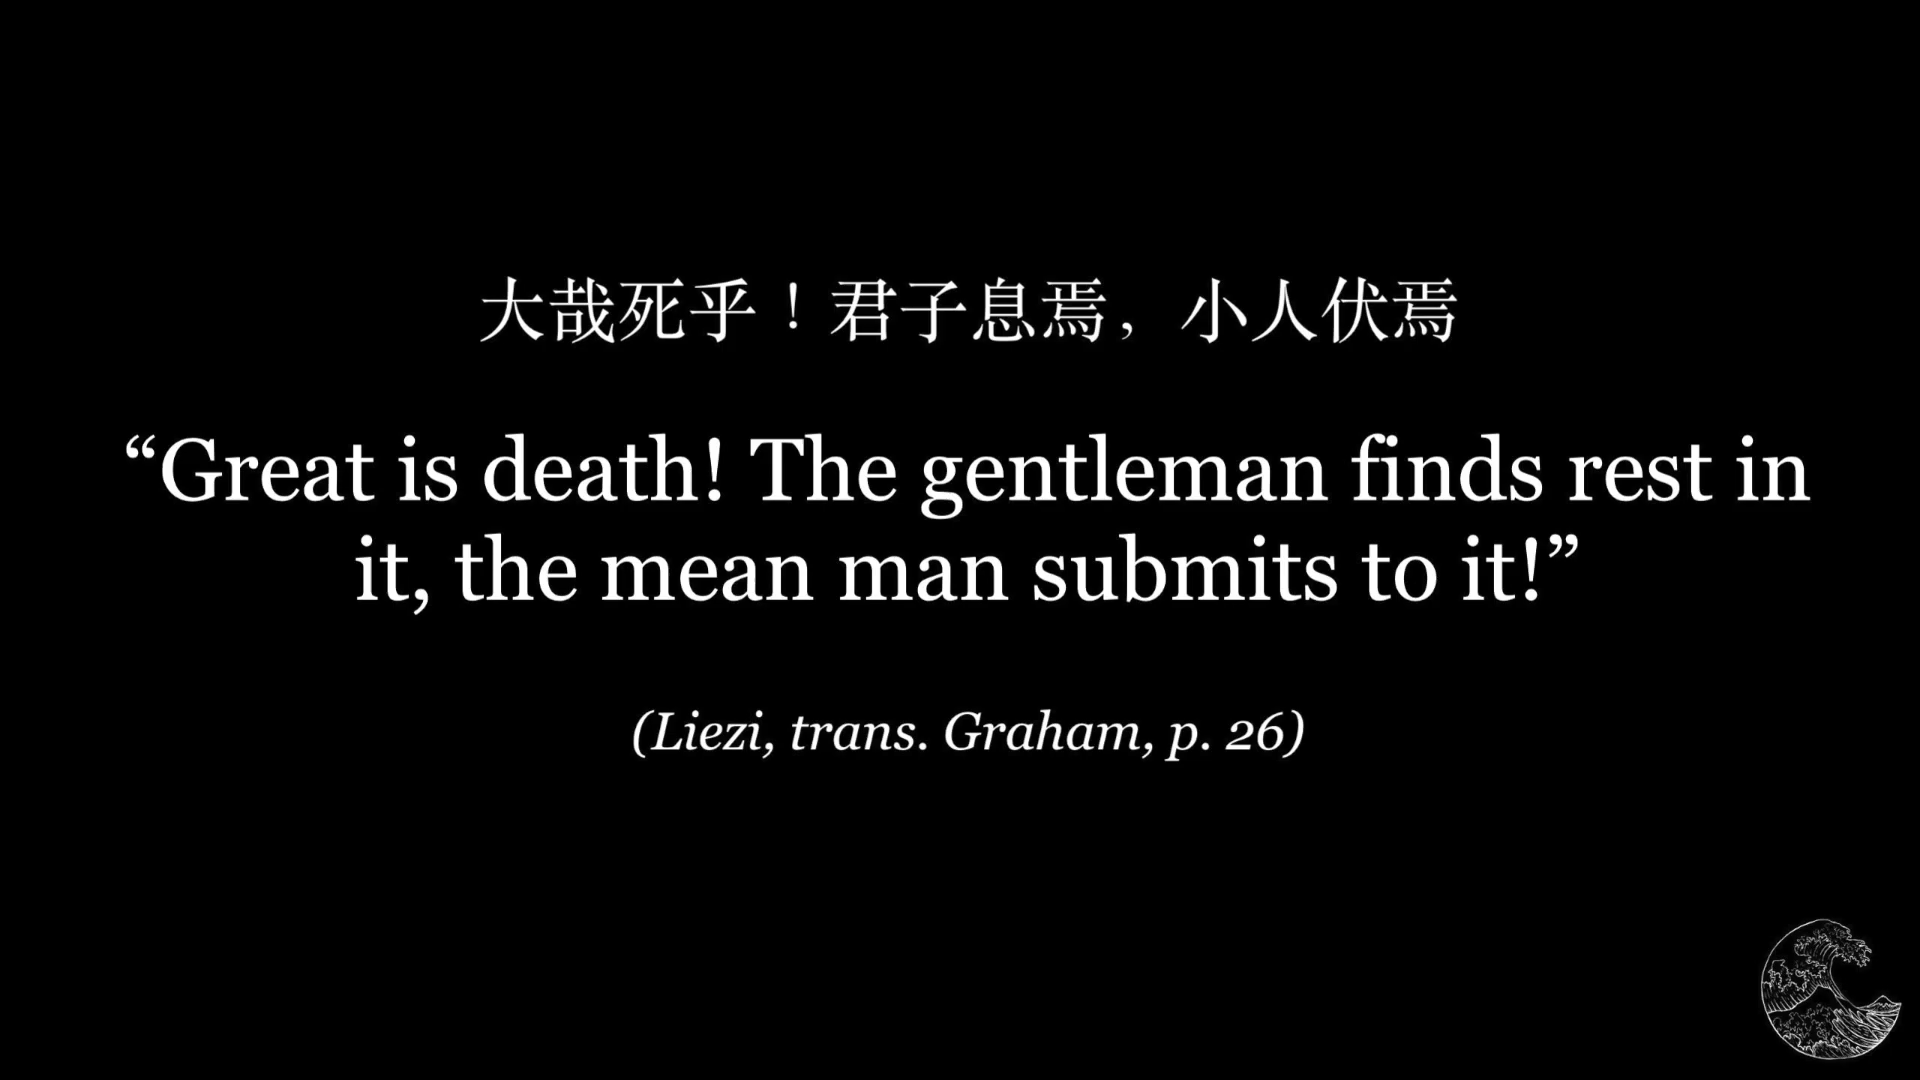 大哉死乎！君子息焉，小人伏焉
“Great is death! The gentleman finds rest in
it, the mean man submits to it!”
(Liezi, trans. Graham, p. 26)